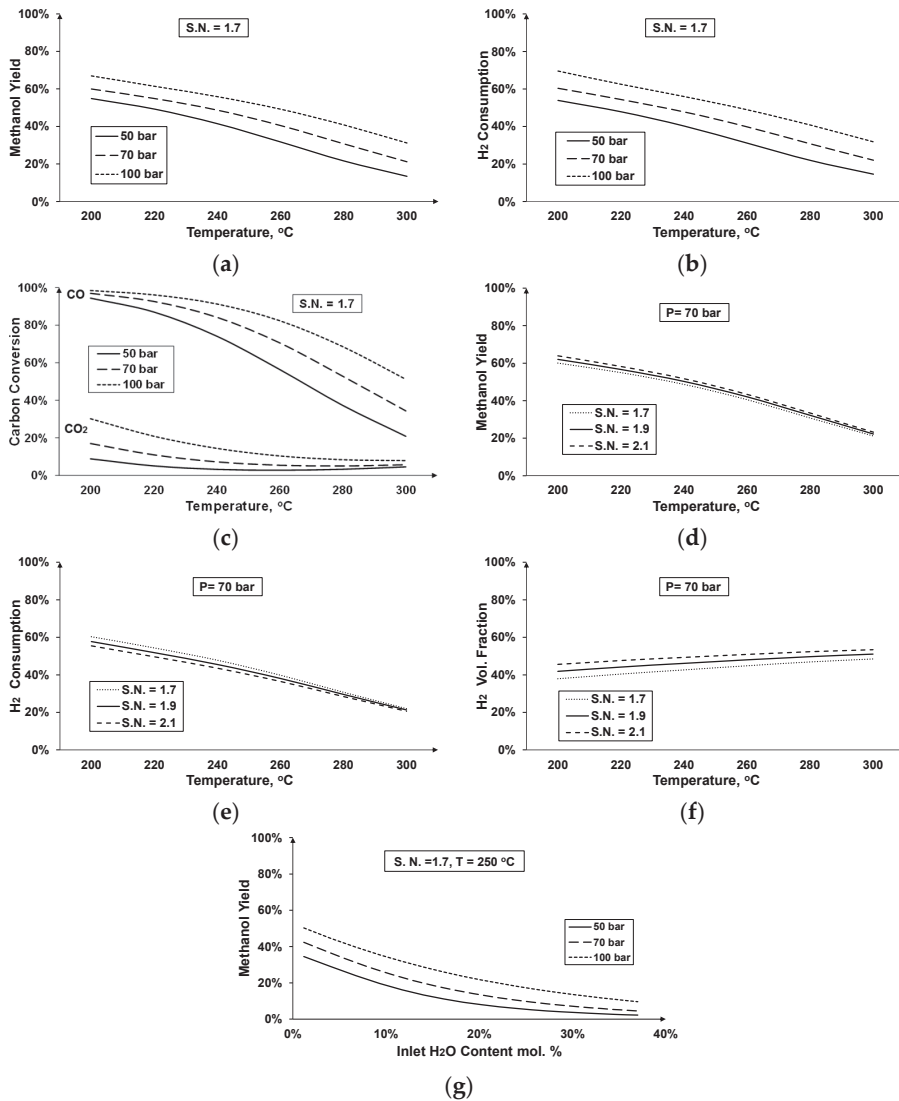 100%
80%
60%
40%
20%
0%
Methanol Yield
S.N. = 1.7
50 bar
70 bar
100 bar
200 220 240 260 280 300
Temperature, oC
(a)
100%
80%
60%
40%
20%
0%
H2 Consumption
S.N. = 1.7
50 bar
70 bar
100 bar
200 220 240 260 280 300
Temperature, oC
(b)
100%
80%
60%
40%
20%
0%
Carbon Conversion
CO
S.N. = 1.7
50 bar
70 bar
100 bar
CO2
200 220 240 260 280 300
Temperature, oC
(c)
100%
80%
60%
40%
20%
0%
Methanol Yield
P= 70 bar
S.N. = 1.7
S.N. = 1.9
S.N. = 2.1
200 220 240 260 280 300
Temperature, oC
(d)
100%
80%
60%
40%
20%
0%
H2 Consumption
P= 70 bar
S.N. = 1.7
S.N. = 1.9
S.N. = 2.1
200 220 240 260 280 300
Temperature, oC
(e)
100%
80%
60%
40%
20%
0%
H2 Vol. Fraction
P= 70 bar
S.N. = 1.7
S.N. = 1.9
S.N. = 2.1
200 220 240 260 280 300
Temperature, oC
(f)
100%
80%
60%
40%
20%
0%
Methanol Yield
S. N. =1.7, T = 250 oC
50 bar
70 bar
100 bar
0% 10% 20% 30% 40%
Inlet H2O Content mol. %
(g)